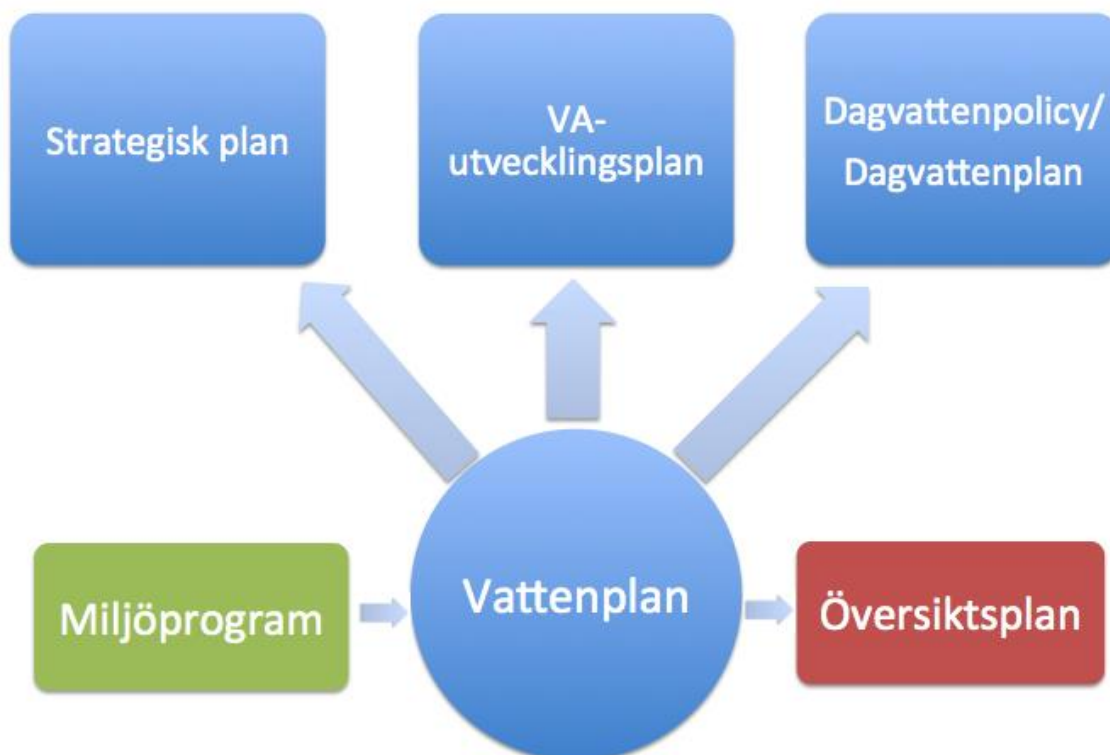 Strategisk plan
VA-
utvecklingsplan
Dagvattenpolicy/
Dagvattenplan
Miljöprogram
Vattenplan
Översiktsplan